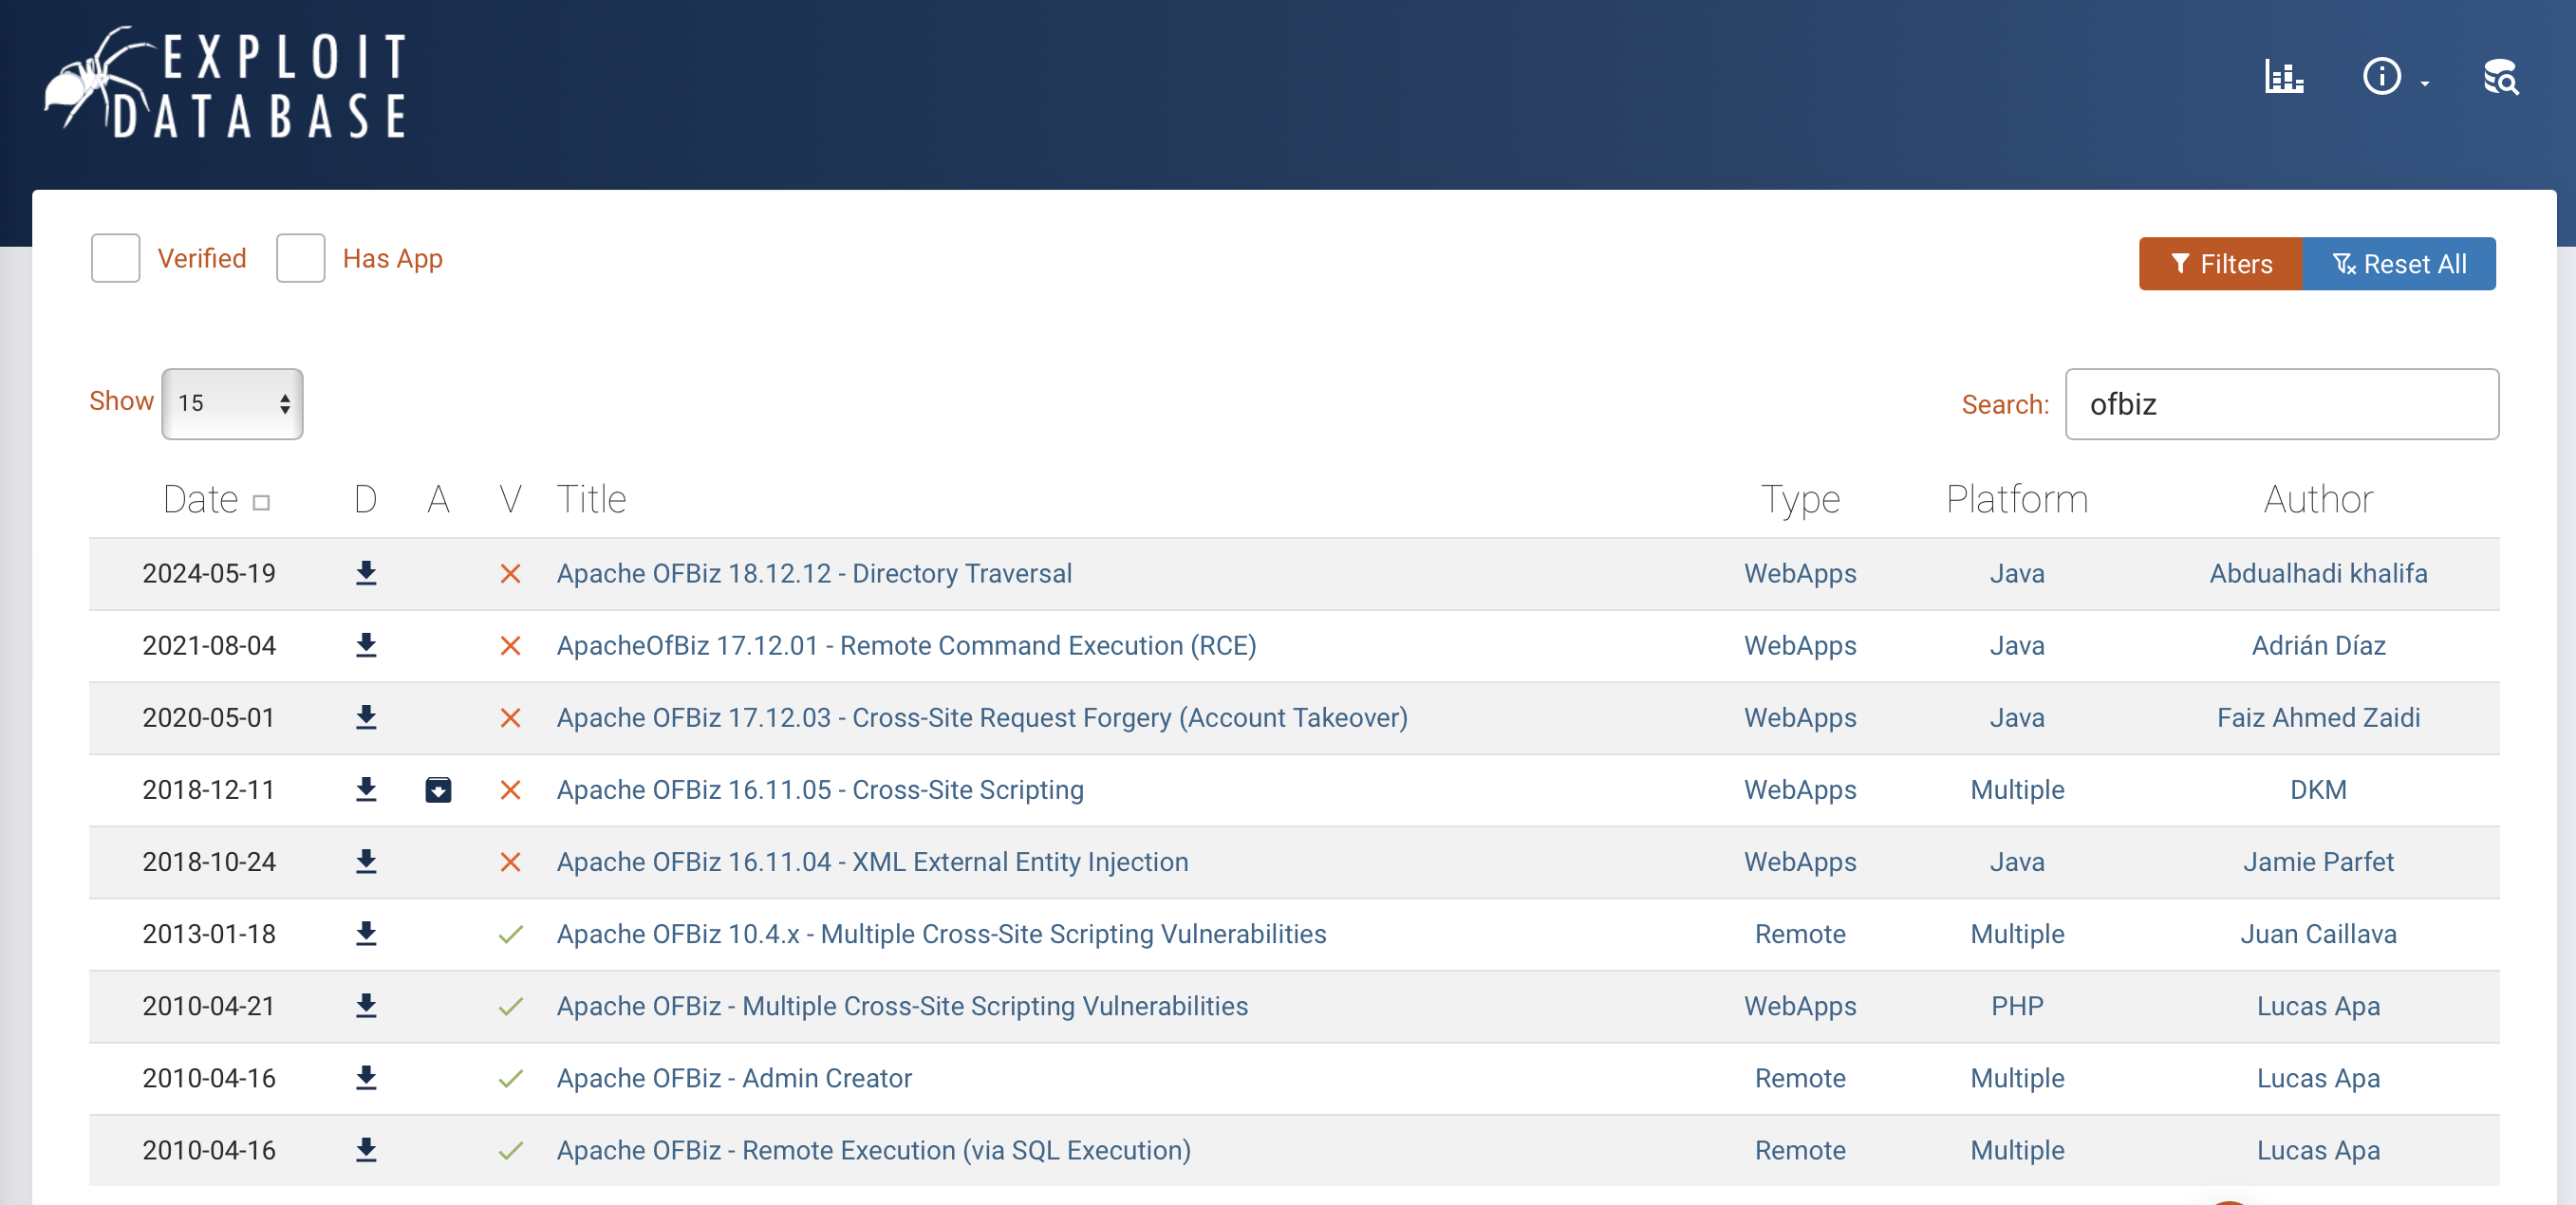 EXPLOIT
DATABASE
Verified Has App Filters Reset All
Show 15 Search: ofbiz
Date D A V Title Type Platform Author
2024-05-19 Apache OFBiz 18.12.12 - Directory Traversal WebApps Java Abdualhadi khalifa
2021-08-04 ApacheOfBiz 17.12.01 - Remote Command Execution (RCE) WebApps Java Adrián Díaz
2020-05-01 Apache OFBiz 17.12.03 - Cross-Site Request Forgery (Account Takeover) WebApps Java Faiz Ahmed Zaidi
2018-12-11 Apache OFBiz 16.11.05 - Cross-Site Scripting WebApps Multiple DKM
2018-10-24 Apache OFBiz 16.11.04 - XML External Entity Injection WebApps Java Jamie Parfet
2013-01-18 Apache OFBiz 10.4.x - Multiple Cross-Site Scripting Vulnerabilities Remote Multiple Juan Caillava
2010-04-21 Apache OFBiz - Multiple Cross-Site Scripting Vulnerabilities WebApps PHP Lucas Apa
2010-04-16 Apache OFBiz - Admin Creator Remote Multiple Lucas Apa
2010-04-16 Apache OFBiz - Remote Execution (via SQL Execution) Remote Multiple Lucas Apa